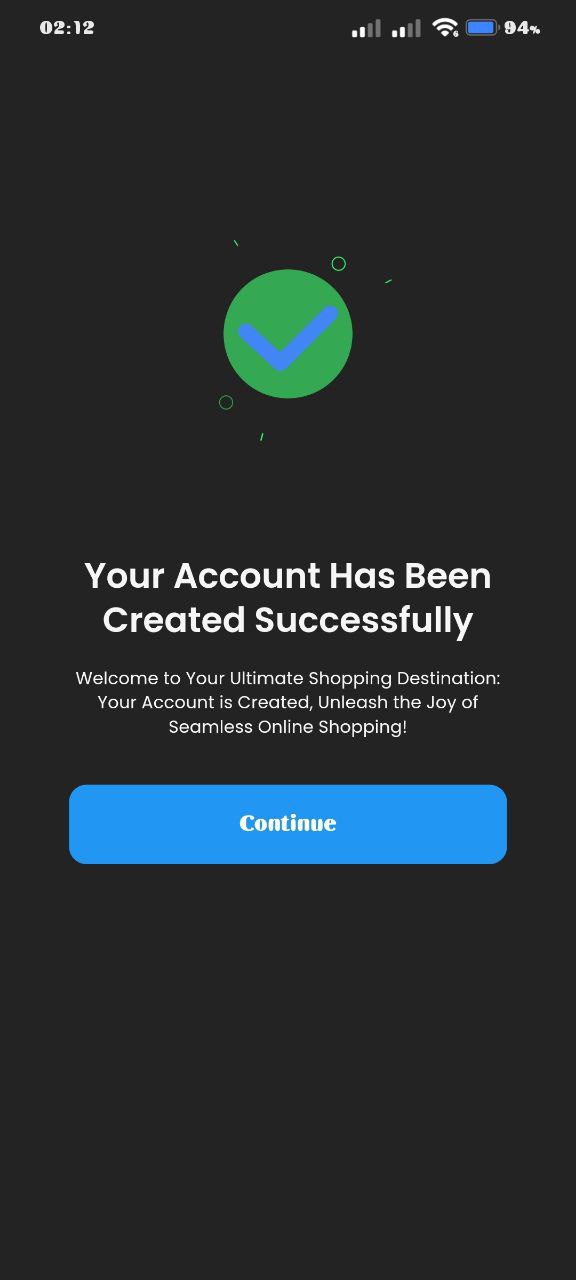 02:12
6
94%
Your Account Has Been
Created Successfully
Welcome to Your Ultimate Shopping Destination:
Your Account is Created, Unleash the Joy of
Seamless Online Shopping!
Continue